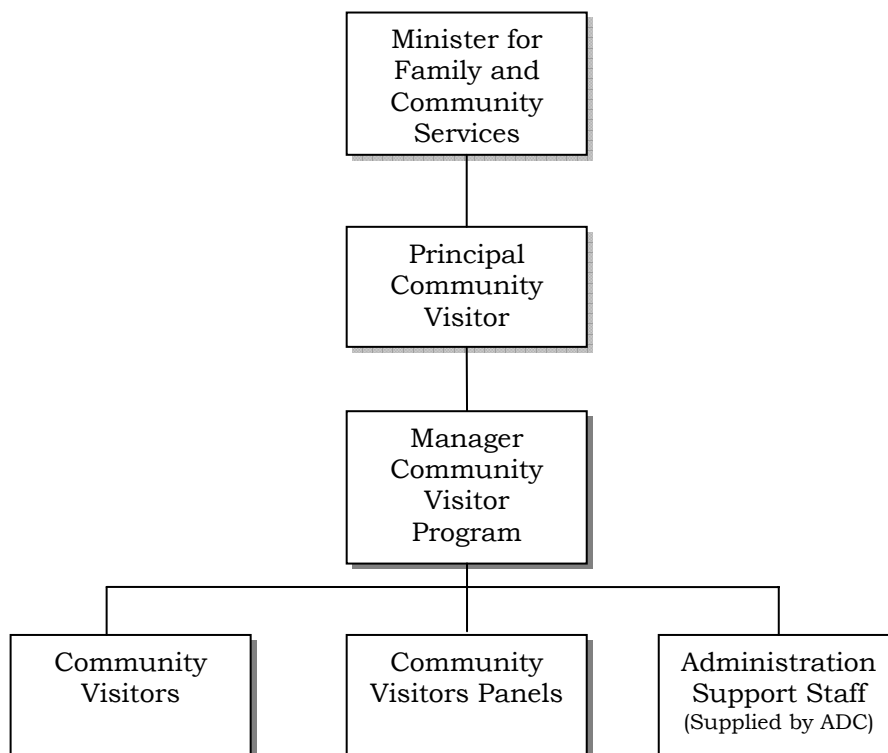 Minister for
Family and
Community
Services
Principal
Community
Visitor
Manager
Community
Visitor
Program
Community
Visitors
Community
Visitors Panels
Administration
Support Staff
(Supplied by ADC)